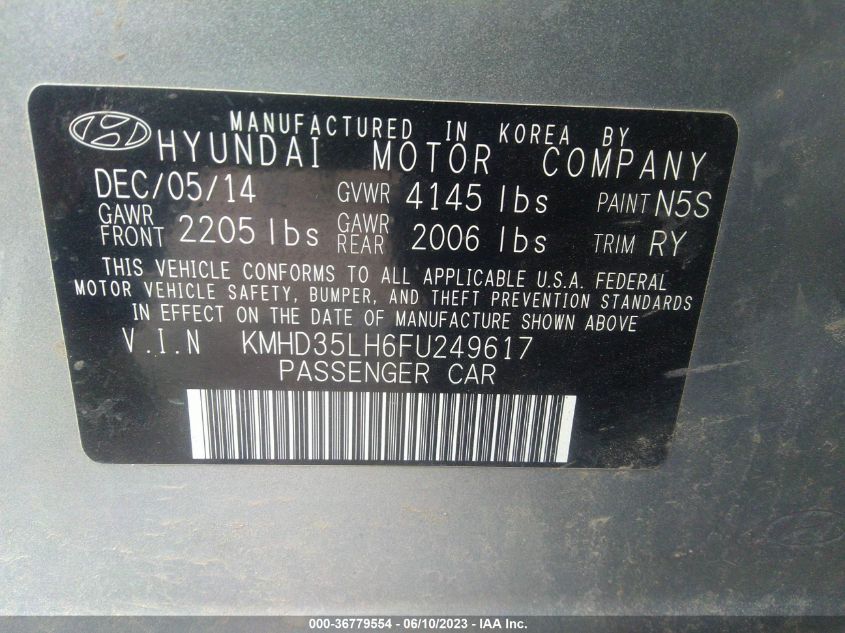 MANUFACTURED IN KOREA BY
HYUNDAI MOTOR COMPANY
DEC/05/14 GVWR 4145 lbs PAINT N5S
GAWR FRONT 2205 lbs GAWR REAR 2006 lbs TRIM RY
THIS VEHICLE CONFORMS TO ALL APPLICABLE U.S.A. FEDERAL
MOTOR VEHICLE SAFETY, BUMPER, AND THEFT PREVENTION STANDARDS
IN EFFECT ON DATE OF MANUFACTURE SHOWN ABOVE
V.I.N KMHD35LH6FU249617
PASSENGER CAR
000-36779554 - 06/10/2023 - IAA Inc.